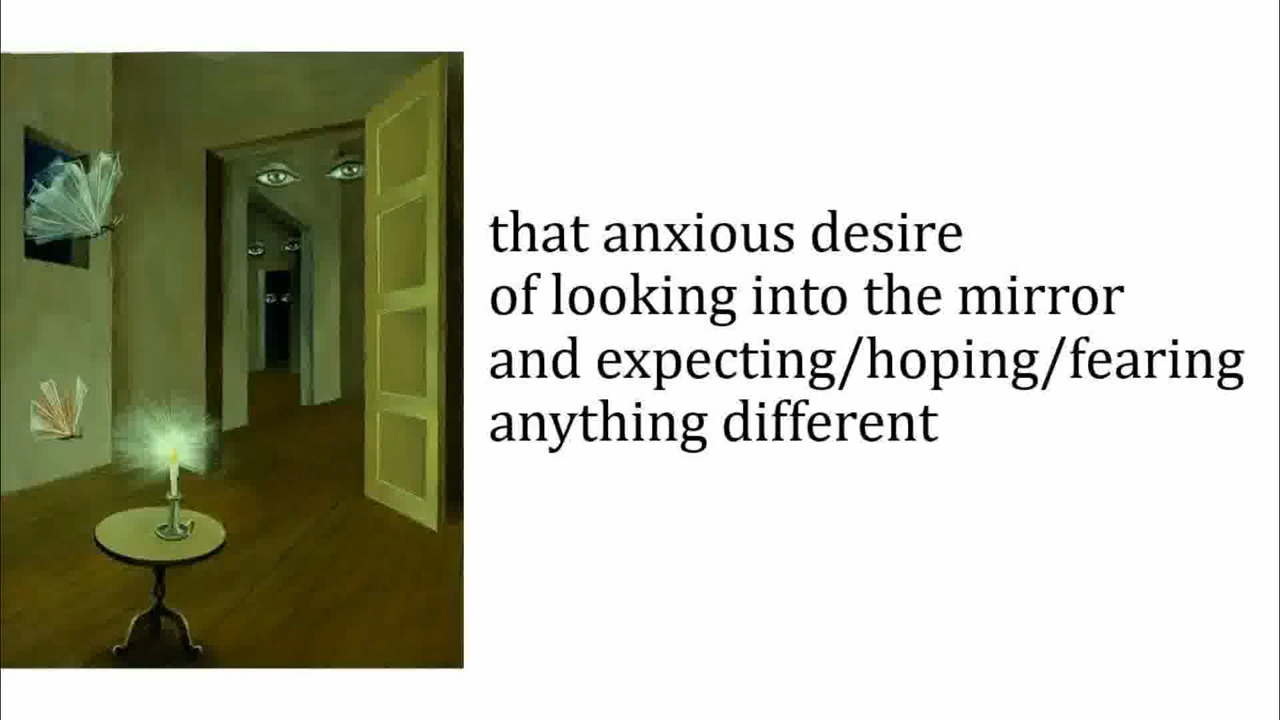 that anxious desire
of looking into the mirror
and expecting/hoping/fearing
anything different